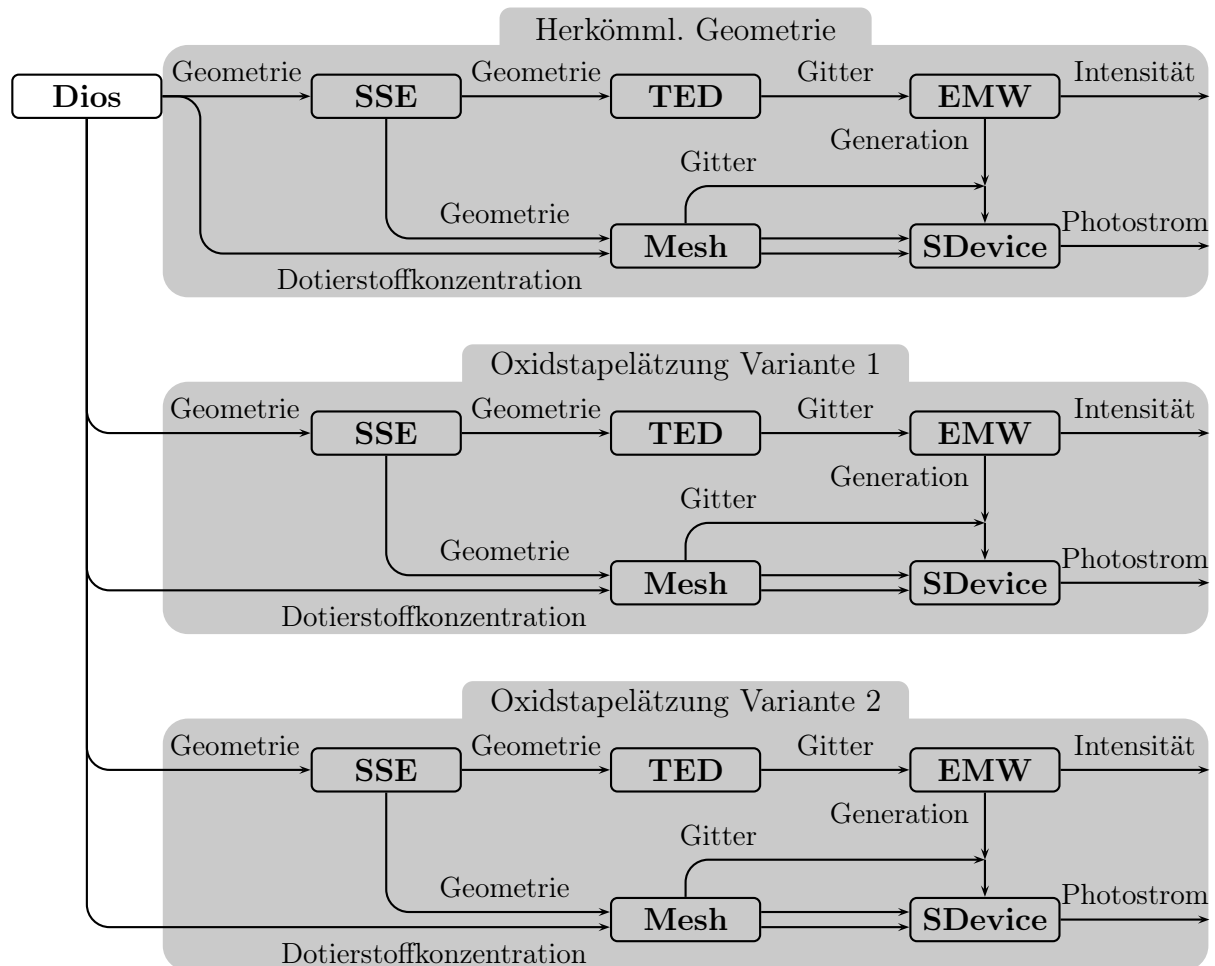 Herkömml. Geometrie
Geometrie Geometrie Gitter Intensität
Dios SSE TED EMW
Gitter Generation
Geometrie Photostrom
Mesh SDevice
Dotierstoffkonzentration
Oxidstapelätzung Variante 1
Geometrie Geometrie Gitter Intensität
SSE TED EMW
Gitter Generation
Geometrie Photostrom
Mesh SDevice
Dotierstoffkonzentration
Oxidstapelätzung Variante 2
Geometrie Geometrie Gitter Intensität
SSE TED EMW
Gitter Generation
Geometrie Photostrom
Mesh SDevice
Dotierstoffkonzentration